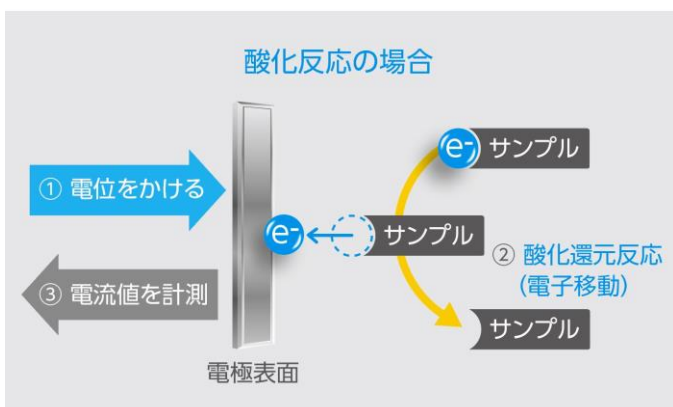 酸化反応の場合
① 電位をかける
e-
サンプル
e-
サンプル
② 酸化還元反応
(電子移動)
③ 電流値を計測
サンプル
電極表面